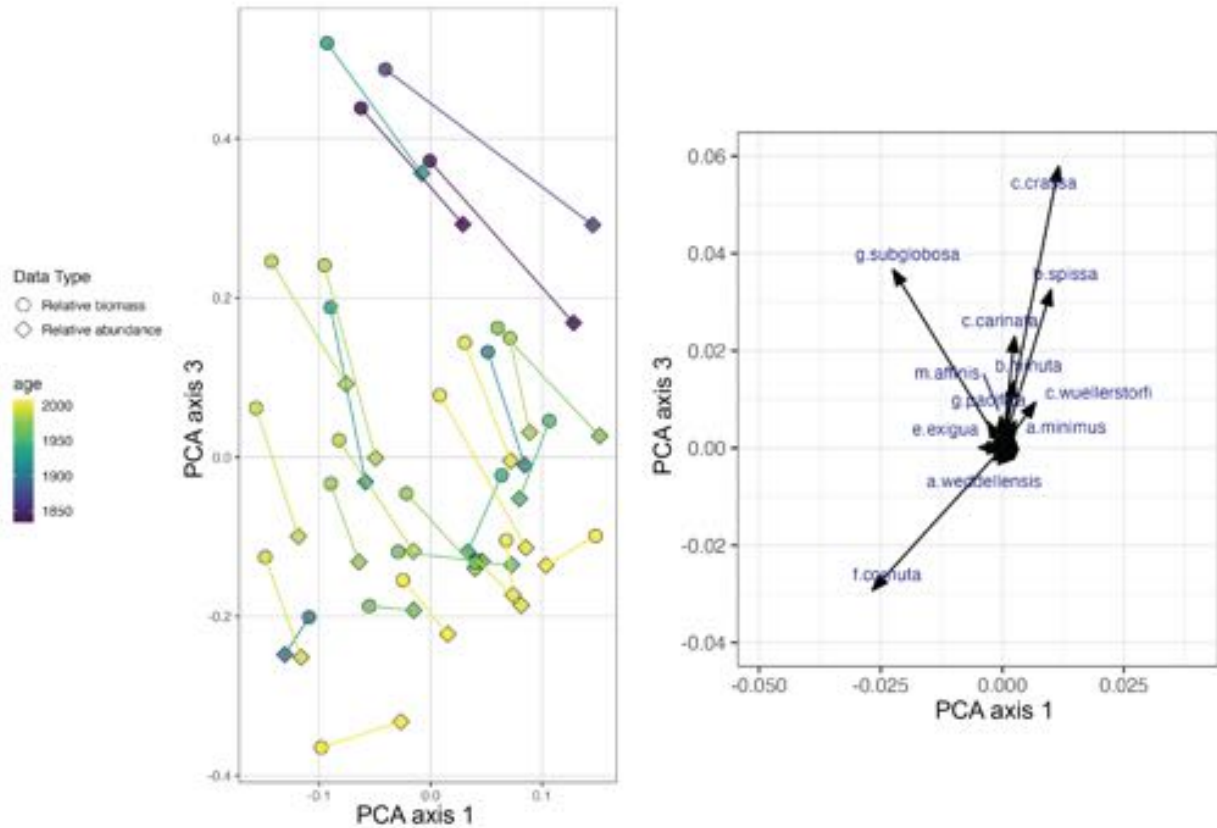 0.4
0.2
0.0
-0.2
-0.4
PCA axis 3
-0.1
0.0
0.1
PCA axis 1
Data Type
Relative biomass
Relative abundance
age
2000
1950
1900
1850
0.06
0.04
0.02
0.00
-0.02
-0.04
PCA axis 3
c.crassa
g.subglobosa
b.spissa
c.carinata
b.minuta
m.affinis
c.wuellerstorfi
g.pacifica
a.minimus
e.exigua
a.weddellensis
f.cornuta
-0.050
-0.025
0.000
0.025
PCA axis 1